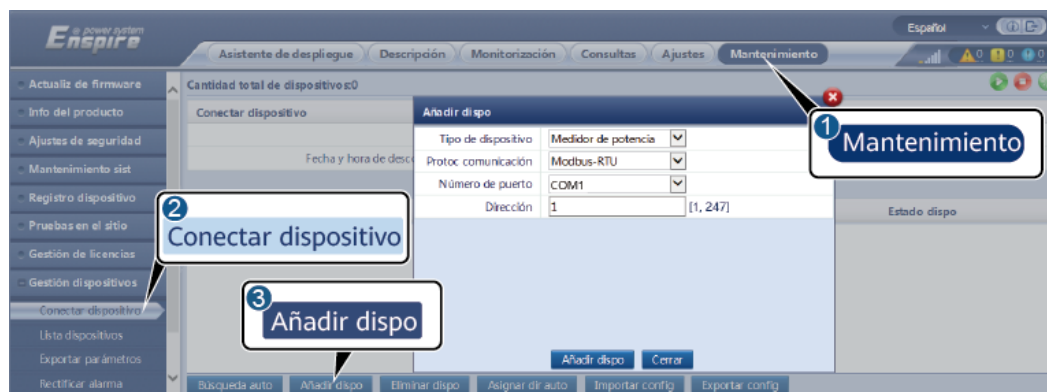 e power system
Enspire
Español
Asistente de despliegue Descripción Monitorización Consultas Ajustes Mantenimiento
0 0 0
Actualiz de firmware
Info del producto
Ajustes de seguridad
Mantenimiento sist
Registro dispositivo
Pruebas en el sitio
Gestión de licencias
Gestión dispositivos
Conectar dispositivo
Lista dispositivos
Exportar parámetros
Rectificar alarma
Cantidad total de dispositivos:0
Conectar dispositivo
Fecha y hora de desc
Estado dispo
Añadir dispo
Tipo de dispositivo Medidor de potencia
Protoc comunicación Modbus-RTU
Número de puerto COM1
Dirección 1 [1, 247]
Añadir dispo Cerrar
1
Mantenimiento
2
Conectar dispositivo
3
Añadir dispo
Búsqueda auto Añadir dispo Eliminar dispo Asignar dir auto Importar config Exportar config